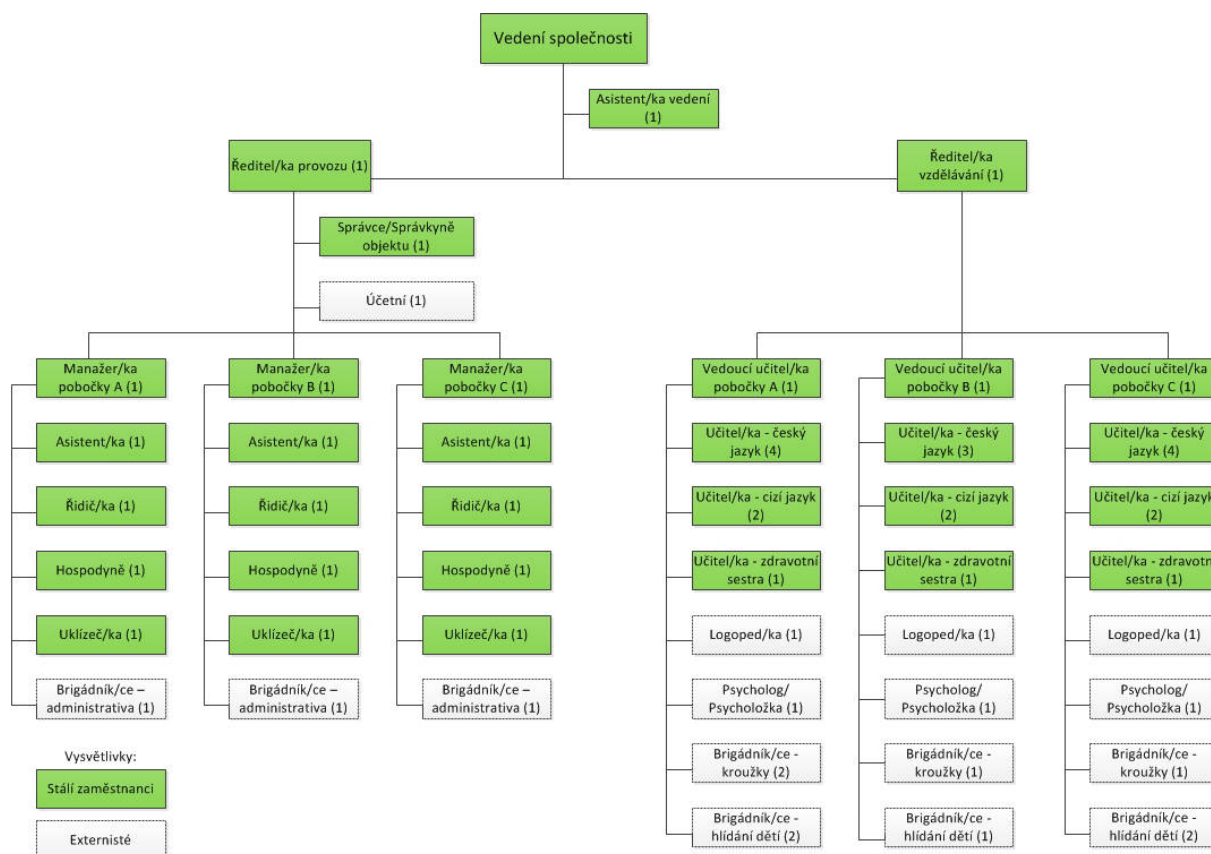 Vedení společnosti
Asistent/ka vedení
(1)
Ředitel/ka provozu (1)
Ředitel/ka
vzdělávání (1)
Správce/Správkyně
objektu (1)
Účetní (1)
Manažer/ka
pobočky A (1)
Asistent/ka (1)
Řidič/ka (1)
Hospodyně (1)
Uklízeč/ka (1)
Brigádník/ce –
administrativa (1)
Manažer/ka
pobočky B (1)
Asistent/ka (1)
Řidič/ka (1)
Hospodyně (1)
Uklízeč/ka (1)
Brigádník/ce –
administrativa (1)
Manažer/ka
pobočky C (1)
Asistent/ka (1)
Řidič/ka (1)
Hospodyně (1)
Uklízeč/ka (1)
Brigádník/ce –
administrativa (1)
Vedoucí učitel/ka
pobočky A (1)
Učitel/ka - český
jazyk (4)
Učitel/ka - cizí jazyk
(2)
Učitel/ka - zdravotní
sestra (1)
Logoped/ka (1)
Psycholog/
Psycholožka (1)
Brigádník/ce -
kroužky (2)
Brigádník/ce -
hlídání dětí (2)
Vedoucí učitel/ka
pobočky B (1)
Učitel/ka - český
jazyk (3)
Učitel/ka - cizí jazyk
(2)
Učitel/ka - zdravotní
sestra (1)
Logoped/ka (1)
Psycholog/
Psycholožka (1)
Brigádník/ce -
kroužky (1)
Brigádník/ce -
hlídání dětí (1)
Vedoucí učitel/ka
pobočky C (1)
Učitel/ka - český
jazyk (4)
Učitel/ka - cizí jazyk
(2)
Učitel/ka - zdravotní
sestra (1)
Logoped/ka (1)
Psycholog/
Psycholožka (1)
Brigádník/ce -
kroužky (1)
Brigádník/ce -
hlídání dětí (2)
Vysvětlivky:
Stálí zaměstnanci
Externisté